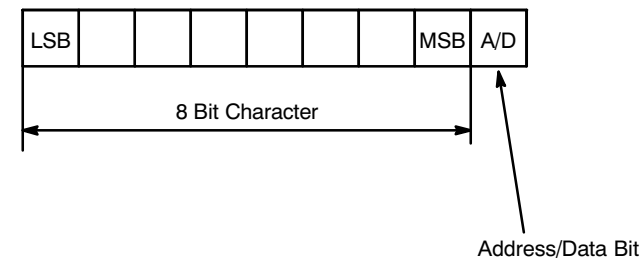 LSB MSB A/D
8 Bit Character
Address/Data Bit